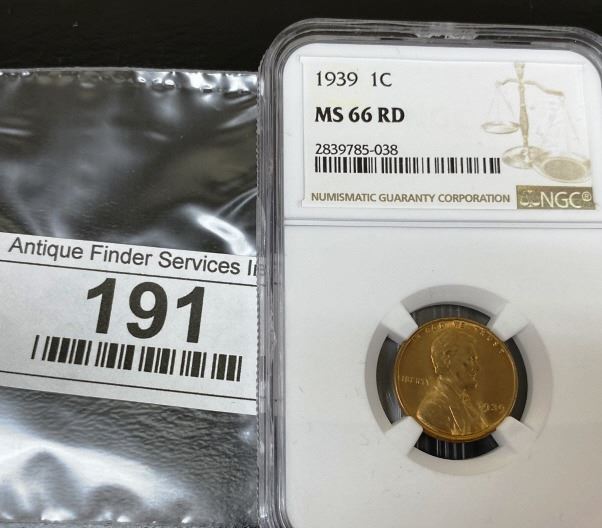 1939 1C
MS 66 RD
2839785-038
NUMISMATIC GUARANTY CORPORATION NGC®
Antique Finder Services
191
LIBERTY
1939